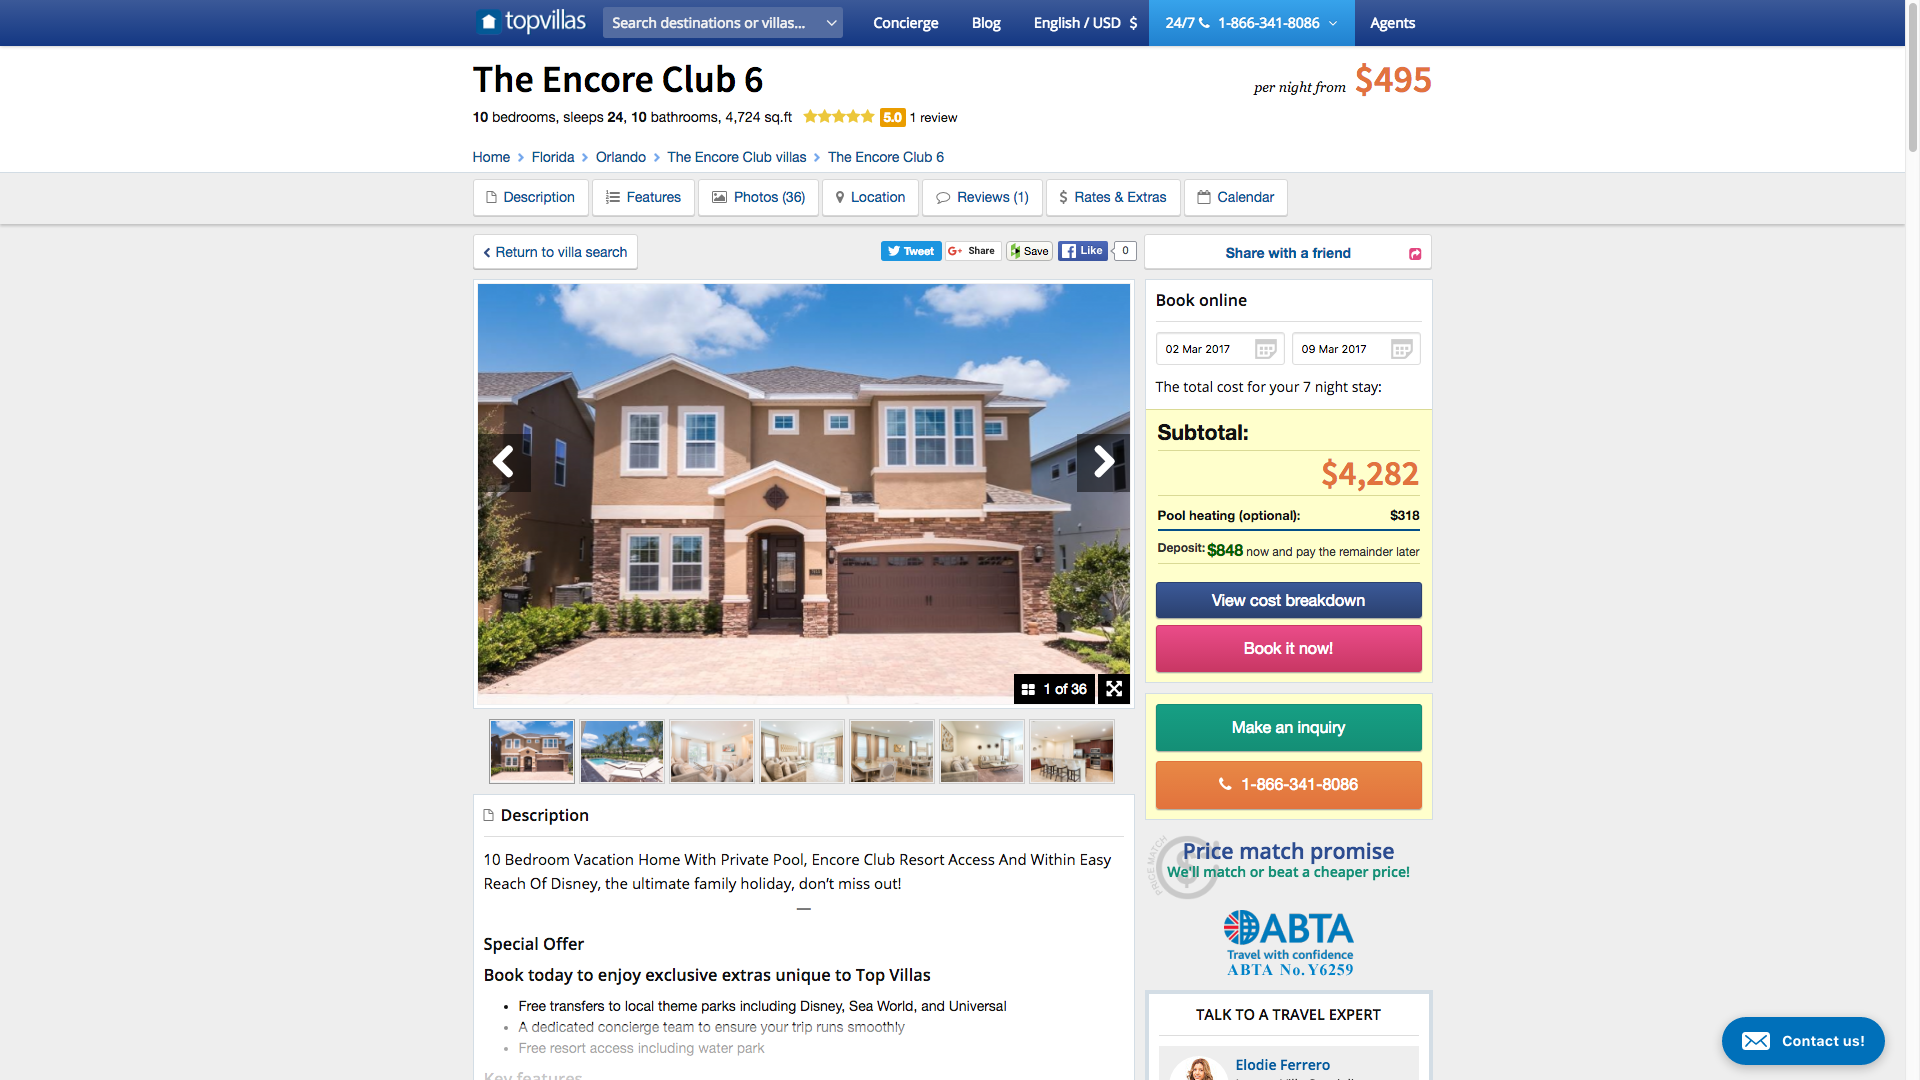 topvillas
Search destinations or villas...
Concierge
Blog
English / USD $
24/7 1-866-341-8086
Agents
The Encore Club 6
per night from $495
10 bedrooms, sleeps 24, 10 bathrooms, 4,724 sq.ft 5.0 1 review
Home > Florida > Orlando > The Encore Club villas > The Encore Club 6
Description
Features
Photos (36)
Location
Reviews (1)
$ Rates & Extras
Calendar
Return to villa search
Tweet
G+ Share
Save
Like
0
Share with a friend
1 of 36
Book online
02 Mar 2017
09 Mar 2017
The total cost for your 7 night stay:
Subtotal:
$4,282
Pool heating (optional): $318
Deposit: $848 now and pay the remainder later
View cost breakdown
Book it now!
Make an inquiry
1-866-341-8086
PRICE MATCH
Price match promise
We'll match or beat a cheaper price!
ABTA
Travel with confidence
ABTA No. Y6259
TALK TO A TRAVEL EXPERT
Elodie Ferrero
Description
10 Bedroom Vacation Home With Private Pool, Encore Club Resort Access And Within Easy
Reach Of Disney, the ultimate family holiday, don't miss out!
—
Special Offer
Book today to enjoy exclusive extras unique to Top Villas
• Free transfers to local theme parks including Disney, Sea World, and Universal
• A dedicated concierge team to ensure your trip runs smoothly
• Free resort access including water park
Key features
Contact us!